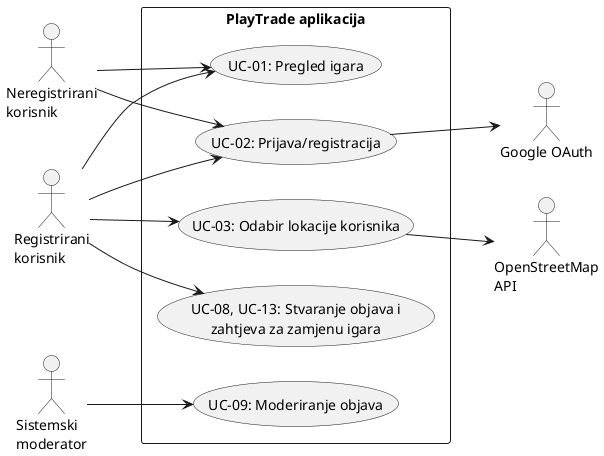 PlayTrade aplikacija
Neregistrirani
korisnik
Registrirani
korisnik
Sistemski
moderator
UC-01: Pregled igara
UC-02: Prijava/registracija
UC-03: Odabir lokacije korisnika
UC-08, UC-13: Stvaranje objava i
zahtjeva za zamjenu igara
UC-09: Moderiranje objava
Google OAuth
OpenStreetMap
API